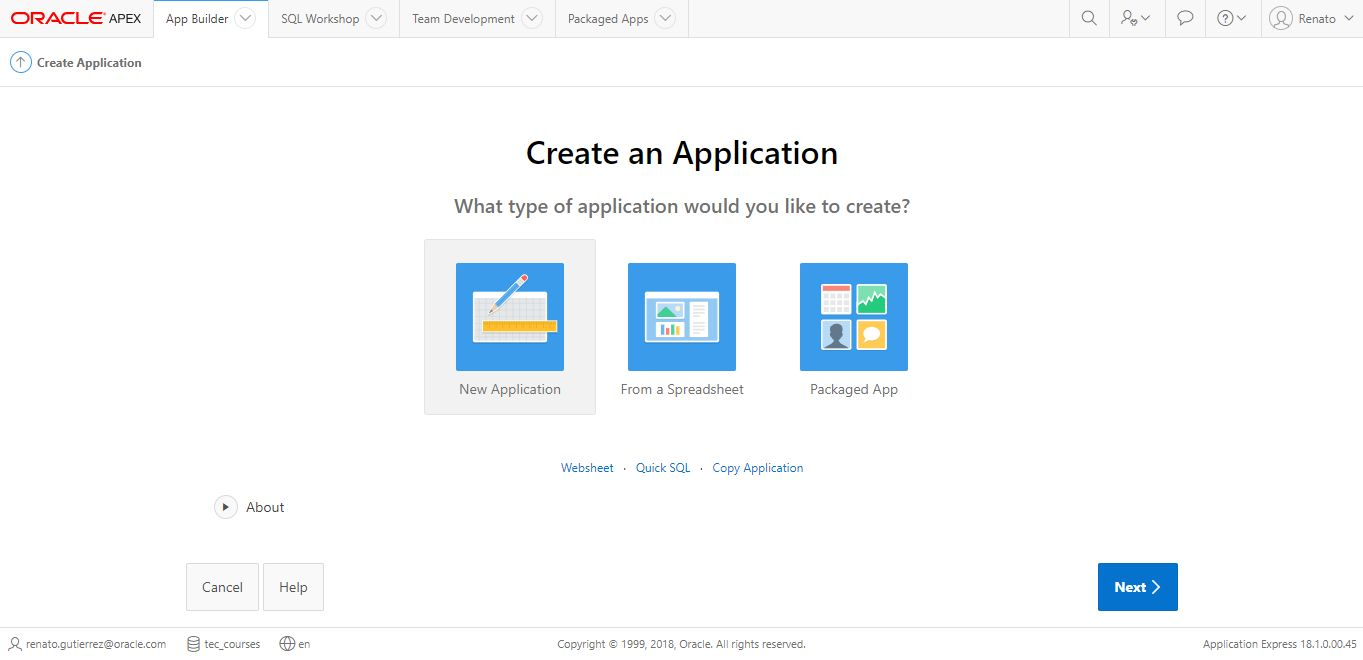 ORACLE APEX App Builder SQL Workshop Team Development Packaged Apps Renato
Create Application
Create an Application
What type of application would you like to create?
New Application From a Spreadsheet Packaged App
Websheet · Quick SQL · Copy Application
About
Cancel Help Next
renato.gutierrez@oracle.com tec_courses en Copyright © 1999, 2018, Oracle. All rights reserved. Application Express 18.1.0.00.45